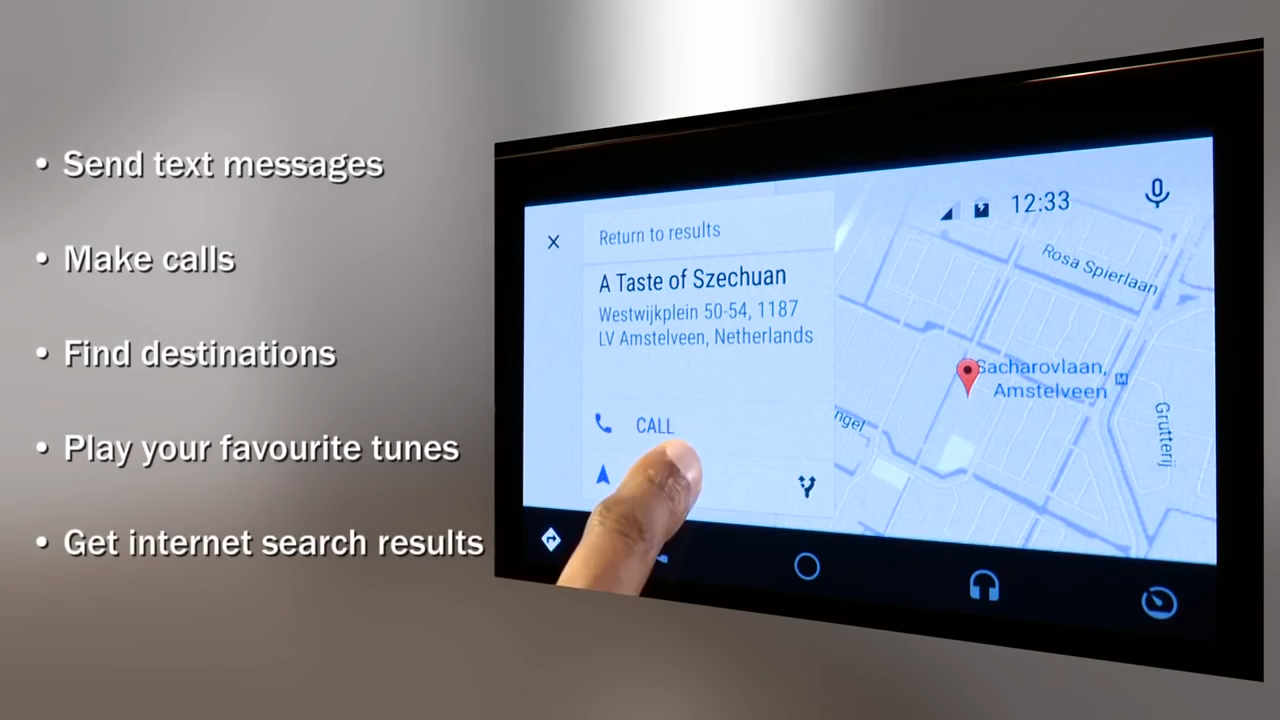 • Send text messages
• Make calls
• Find destinations
• Play your favourite tunes
• Get internet search results
12:33
Return to results
A Taste of Szechuan
Westwijkplein 50-54, 1187
LV Amstelveen, Netherlands
CALL
Rosa Spierlaan
Sacharovlaan,
Amstelveen
M
Grutterij
ngel